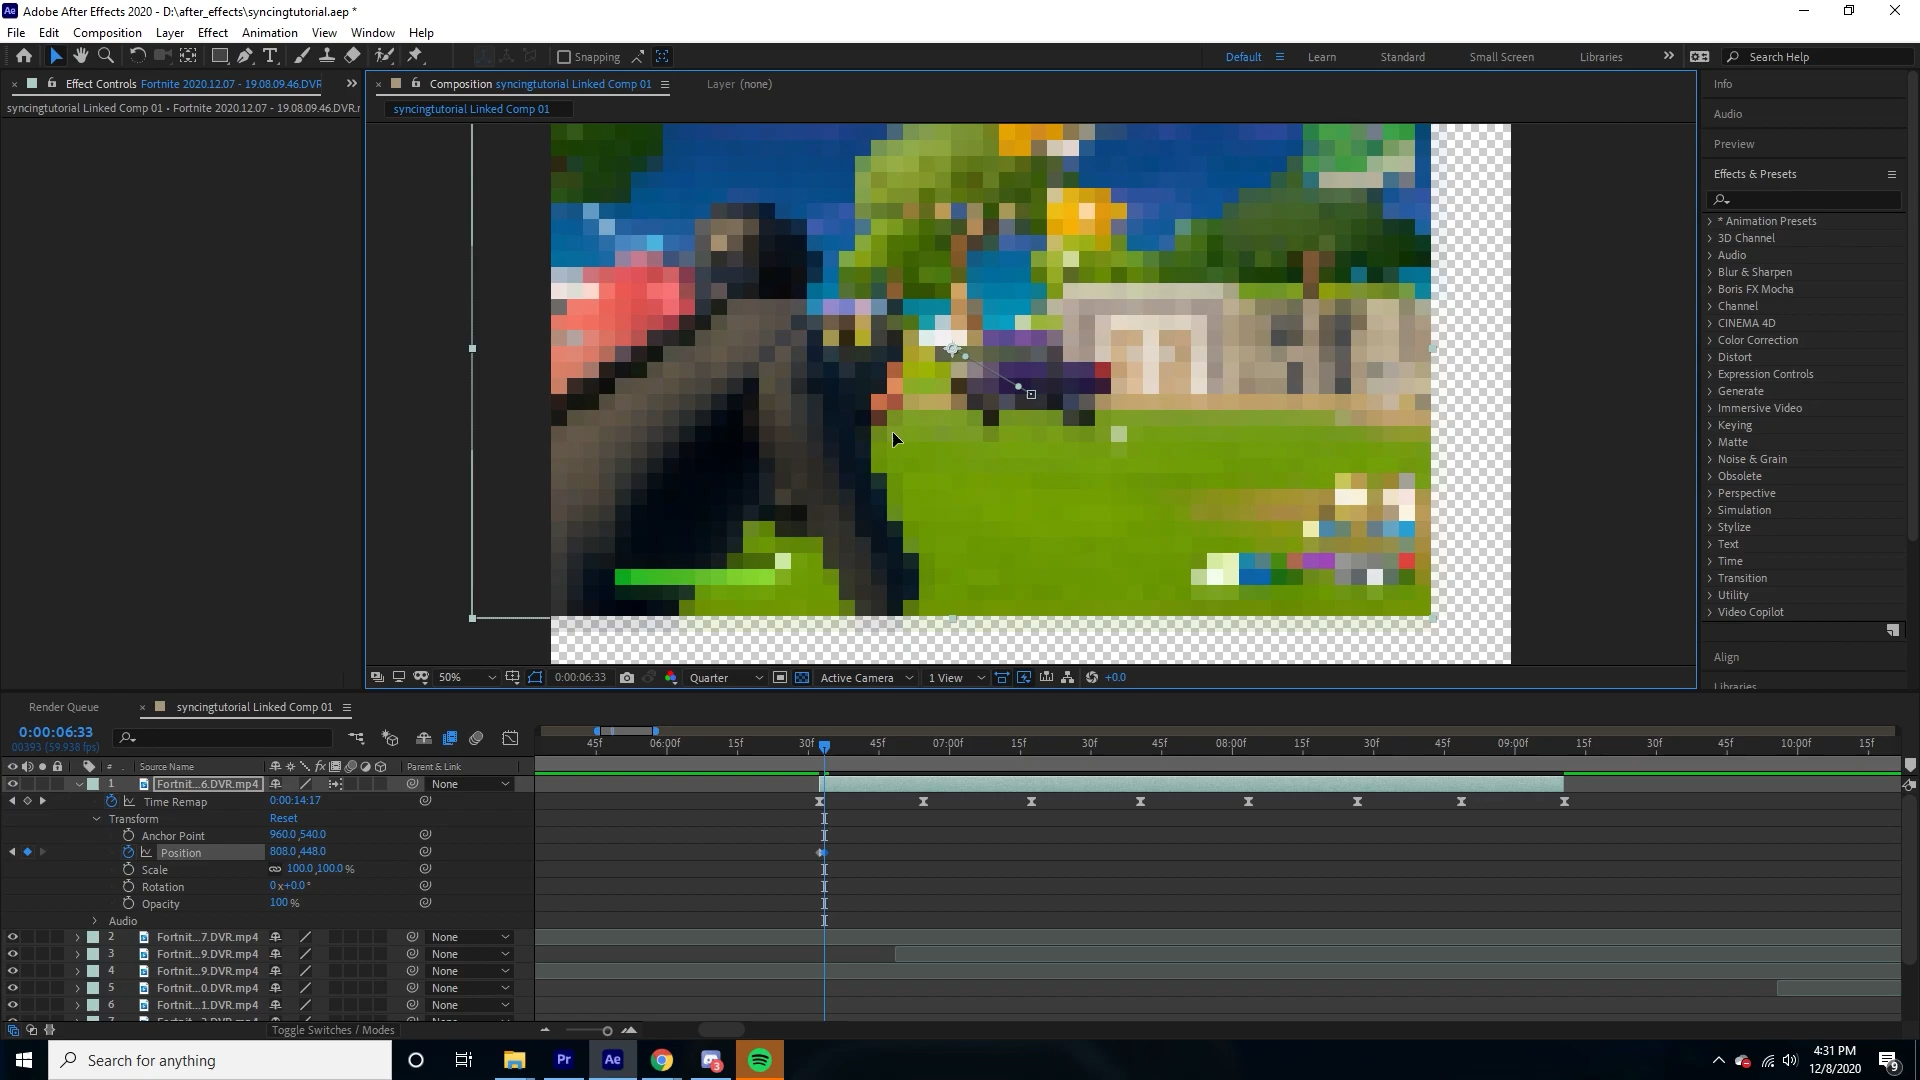 Ae Adobe After Effects 2020 - D:\after_effects\syncingtutorial.aep *
File Edit Composition Layer Effect Animation View Window Help
Snapping Default Learn Standard Small Screen Libraries Search Help
Effect Controls Fortnite 2020.12.07 - 19.08.09.46.DVR
Composition syncingtutorial Linked Comp 01
Layer (none)
Info
syncingtutorial Linked Comp 01 • Fortnite 2020.12.07 - 19.08.09.46.DVR.r
syncingtutorial Linked Comp 01
Audio
Preview
Effects & Presets
* Animation Presets
3D Channel
Audio
Blur & Sharpen
Boris FX Mocha
Channel
CINEMA 4D
Color Correction
Distort
Expression Controls
Generate
Immersive Video
Keying
Matte
Noise & Grain
Obsolete
Perspective
Simulation
Stylize
Text
Time
Transition
Utility
Video Copilot
Align
Libraries
50% 0:00:06:33 Quarter Active Camera 1 View +0.0
Render Queue syncingtutorial Linked Comp 01
0:00:06:33
00393 (59.938 fps)
45f 06:00f 15f 30f 45f 07:00f 15f 30f 45f 08:00f 15f 30f 45f 09:00f 15f 30f 45f 10:00f 15f
# Source Name fx Parent & Link
1 Fortnit...6.DVR.mp4 None
Time Remap 0:00:14:17
Transform Reset
Anchor Point 960.0,540.0
Position 808.0,448.0
Scale 100.0,100.0 %
Rotation 0x+0.0°
Opacity 100 %
Audio
2 Fortnit...7.DVR.mp4 None
3 Fortnit...9.DVR.mp4 None
4 Fortnit...9.DVR.mp4 None
5 Fortnit...0.DVR.mp4 None
6 Fortnit...1.DVR.mp4 None
Toggle Switches / Modes
Search for anything Pr Ae 3
4:31 PM
12/8/2020
9